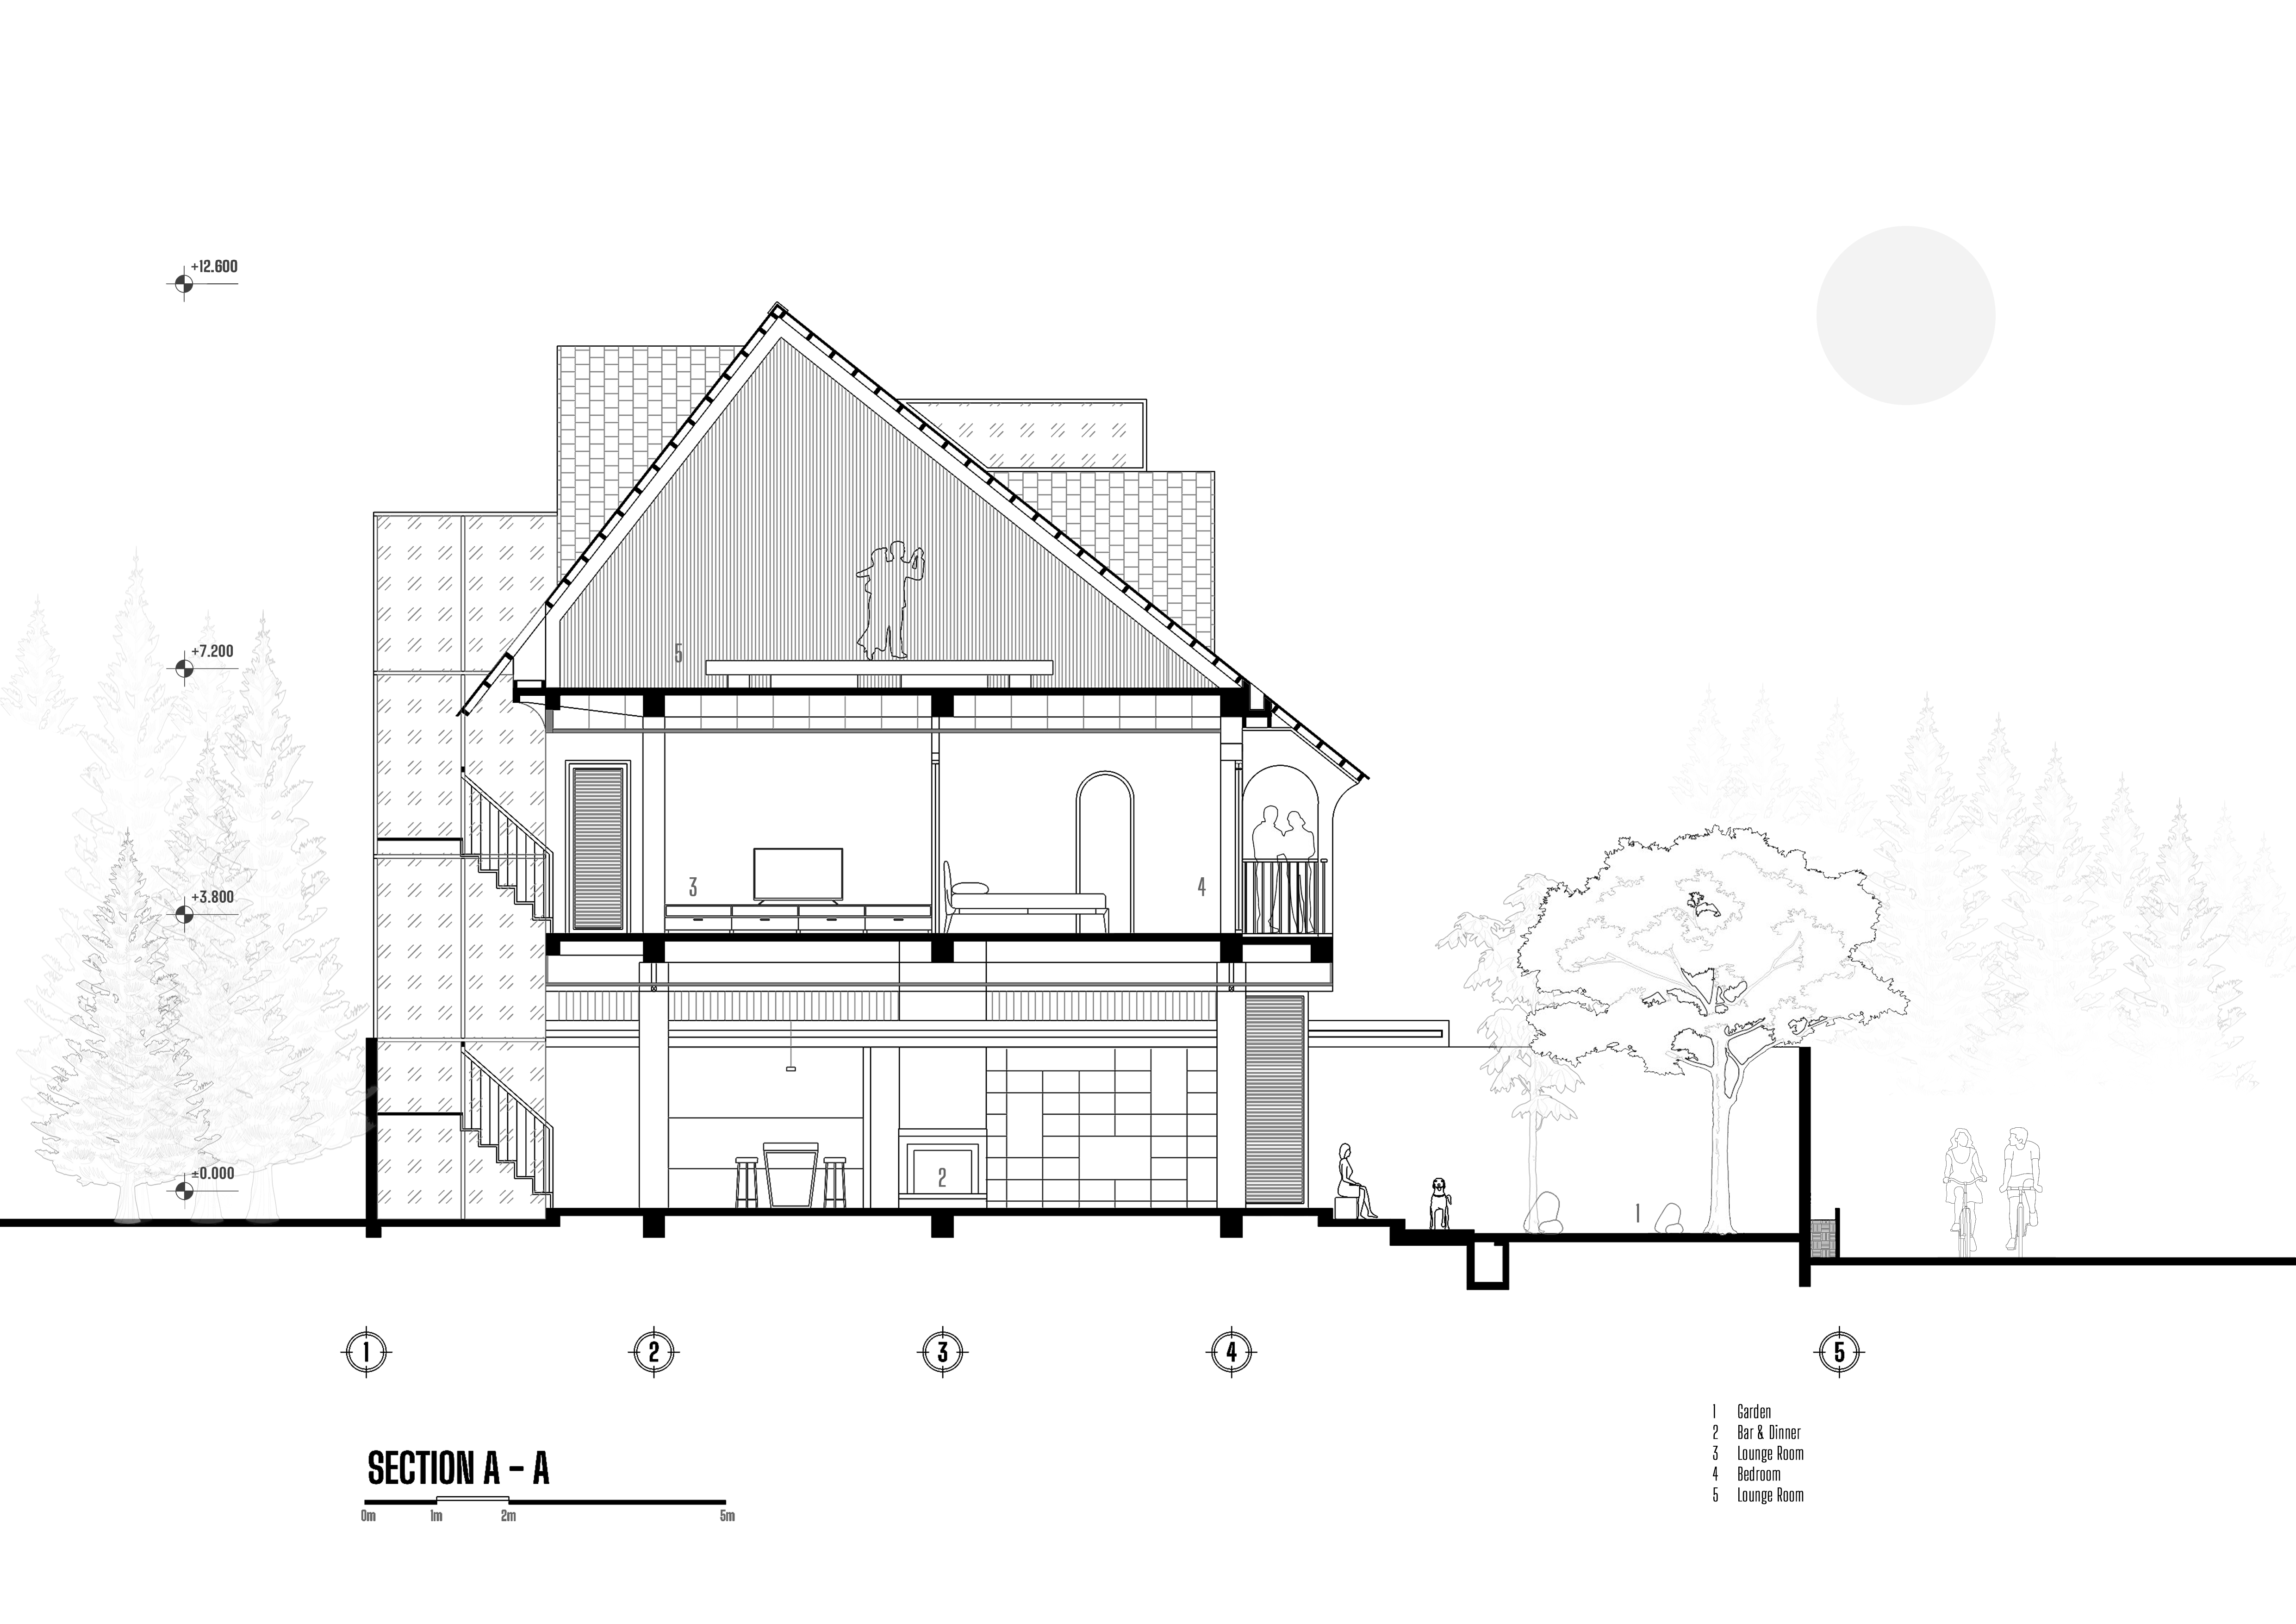 +12.600
+7.200
5
+3.800
3
4
±0.000
2
1
1 2 3 4 5
1 Garden
2 Bar & Dinner
3 Lounge Room
4 Bedroom
5 Lounge Room
SECTION A – A
0m 1m 2m 5m